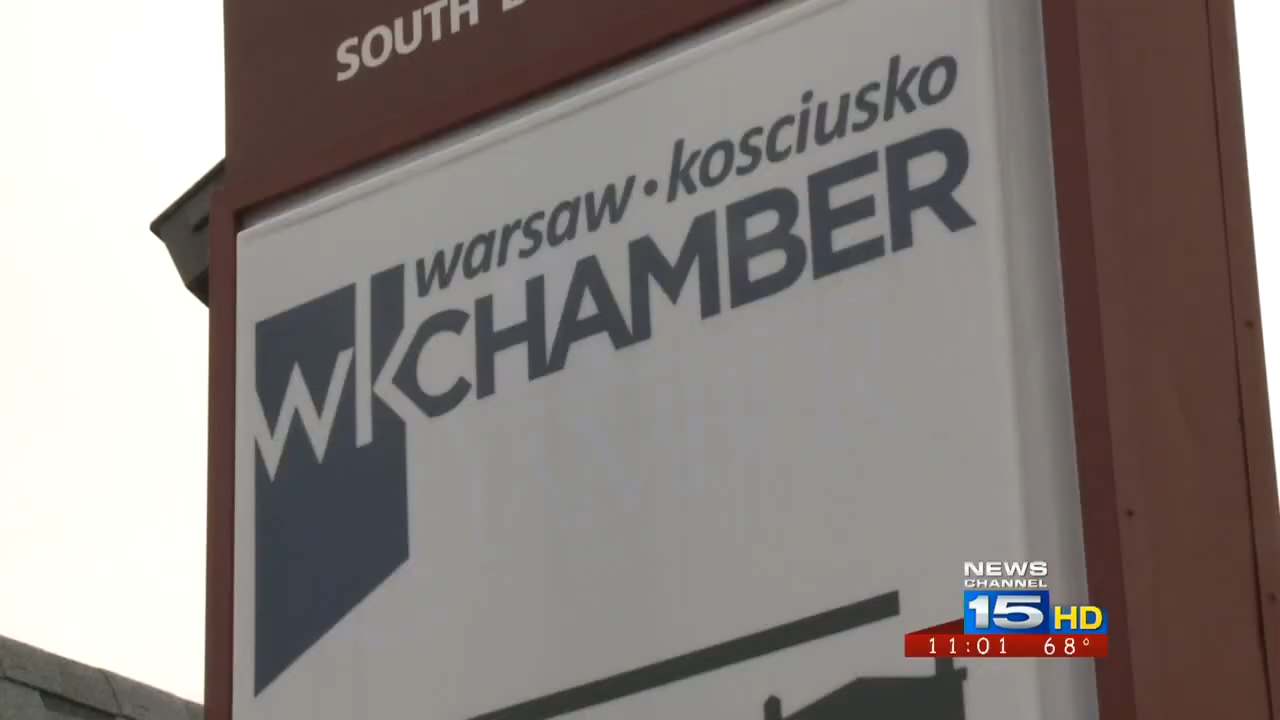 SOUTH
warsaw • kosciusko
WK CHAMBER
NEWS
CHANNEL
15 HD
11:01 68°